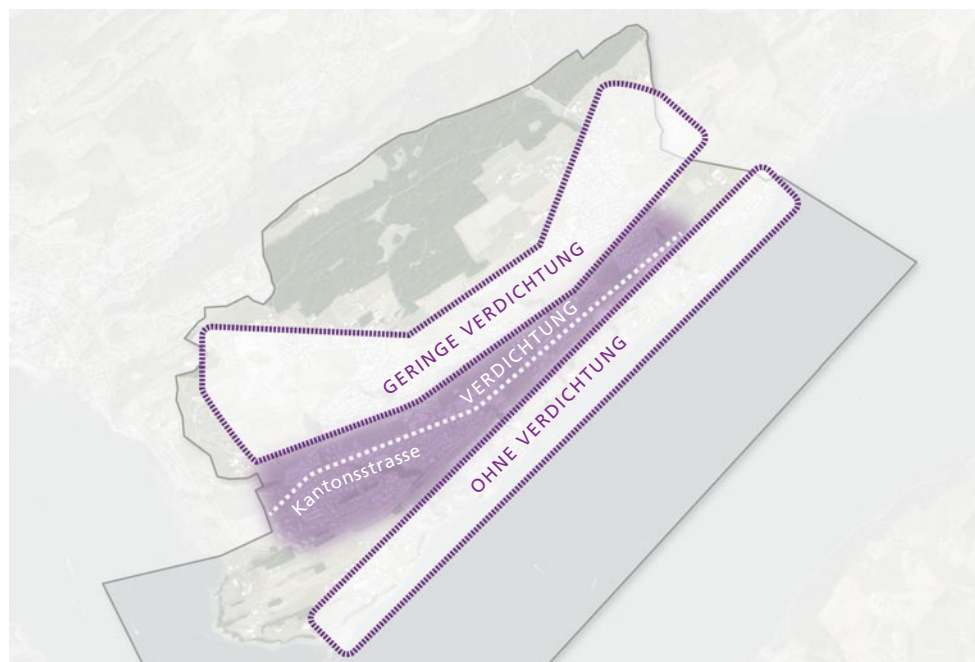 GERINGE VERDICHTUNG
VERDICHTUNG
OHNE VERDICHTUNG
Kantonsstrasse